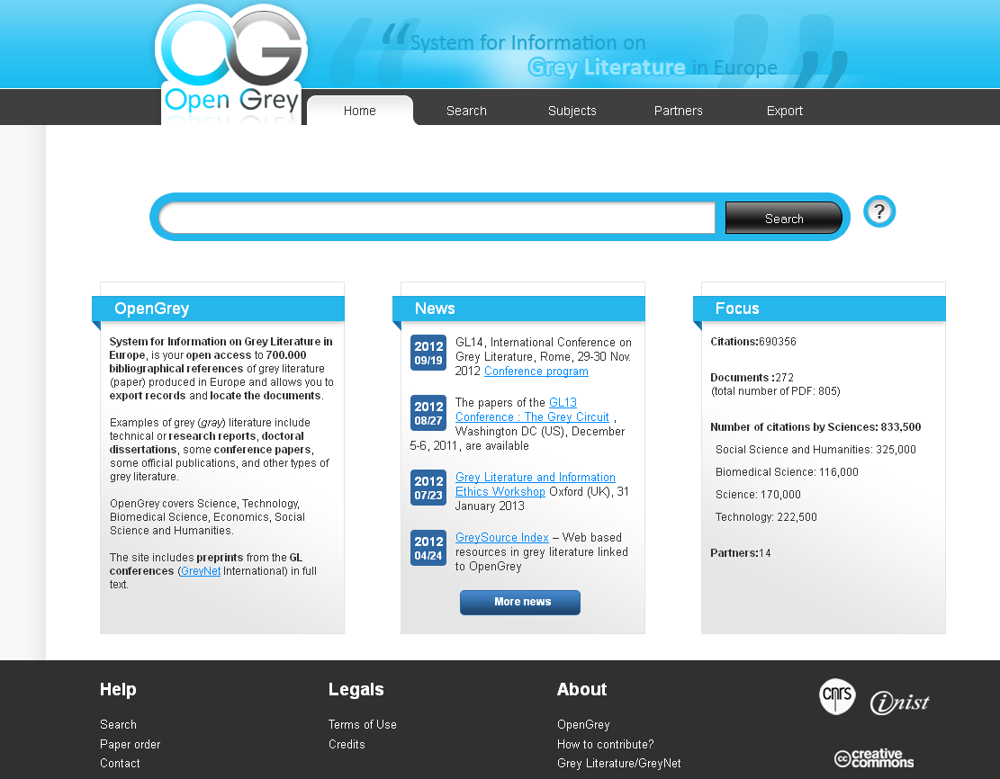 OG
Open Grey
System for Information on
Grey Literature in Europe
Home
Search
Subjects
Partners
Export
Search
?
OpenGrey
System for Information on Grey Literature in
Europe, is your open access to 700.000
bibliographical references of grey literature
(paper) produced in Europe and allows you to
export records and locate the documents.
Examples of grey (gray) literature include
technical or research reports, doctoral
dissertations, some conference papers,
some official publications, and other types of
grey literature.
OpenGrey covers Science, Technology,
Biomedical Science, Economics, Social
Science and Humanities.
The site includes preprints from the GL
conferences (GreyNet International) in full
text.
News
2012
09/19
GL14, International Conference on
Grey Literature, Rome, 29-30 Nov.
2012 Conference program
2012
08/27
The papers of the GL13
Conference : The Grey Circuit ,
Washington DC (US), December
5-6, 2011, are available
2012
07/23
Grey Literature and Information
Ethics Workshop Oxford (UK), 31
January 2013
2012
04/24
GreySource Index – Web based
resources in grey literature linked
to OpenGrey
More news
Focus
Citations:690356
Documents :272
(total number of PDF: 805)
Number of citations by Sciences: 833,500
Social Science and Humanities: 325,000
Biomedical Science: 116,000
Science: 170,000
Technology: 222,500
Partners:14
Help
Search
Paper order
Contact
Legals
Terms of Use
Credits
About
OpenGrey
How to contribute?
Grey Literature/GreyNet
cnrs
inist
cc creative
commons